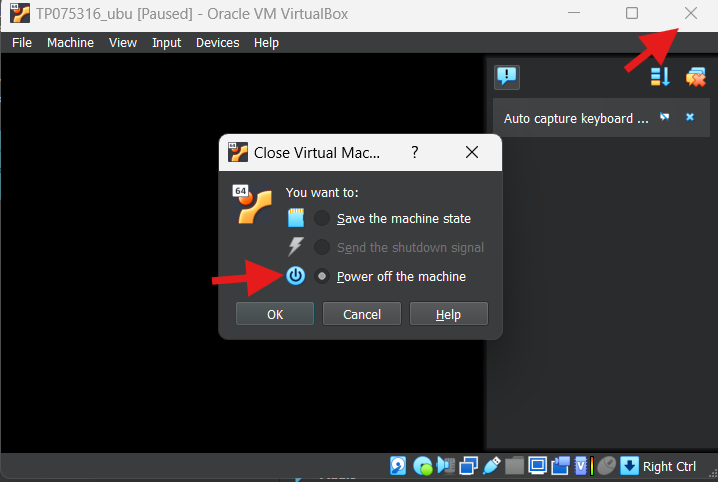 TP075316_ubu [Paused] - Oracle VM VirtualBox
File Machine View Input Devices Help
Auto capture keyboard ...
Close Virtual Mac... ?
64
You want to:
Save the machine state
Send the shutdown signal
Power off the machine
OK Cancel Help
V Right Ctrl